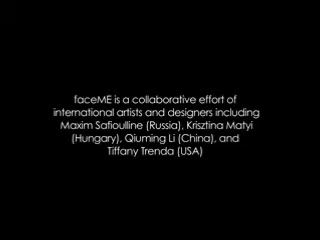 faceME is a collaborative effort of
international artists and designers including
Maxim Safioulline (Russia), Krisztina Matyi
(Hungary), Qiuming Li (China), and
Tiffany Trenda (USA)